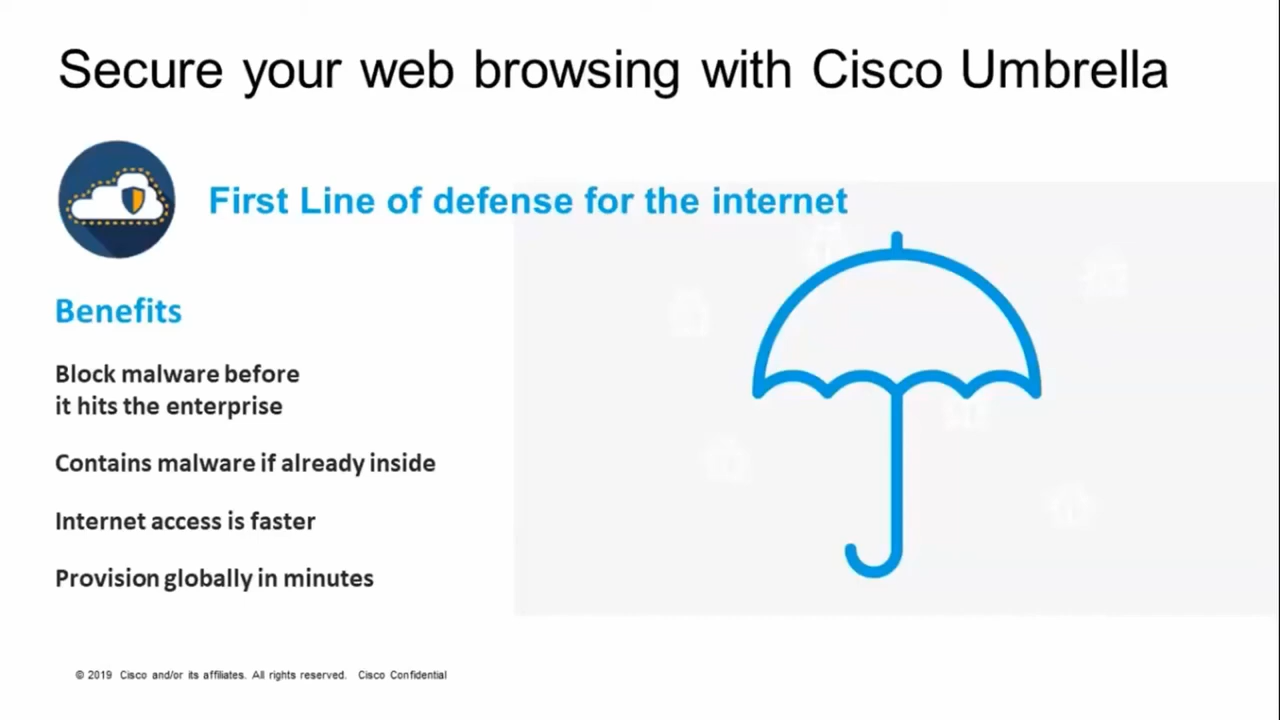 Secure your web browsing with Cisco Umbrella
First Line of defense for the internet
Benefits
Block malware before
it hits the enterprise
Contains malware if already inside
Internet access is faster
Provision globally in minutes
© 2019 Cisco and/or its affiliates. All rights reserved. Cisco Confidential